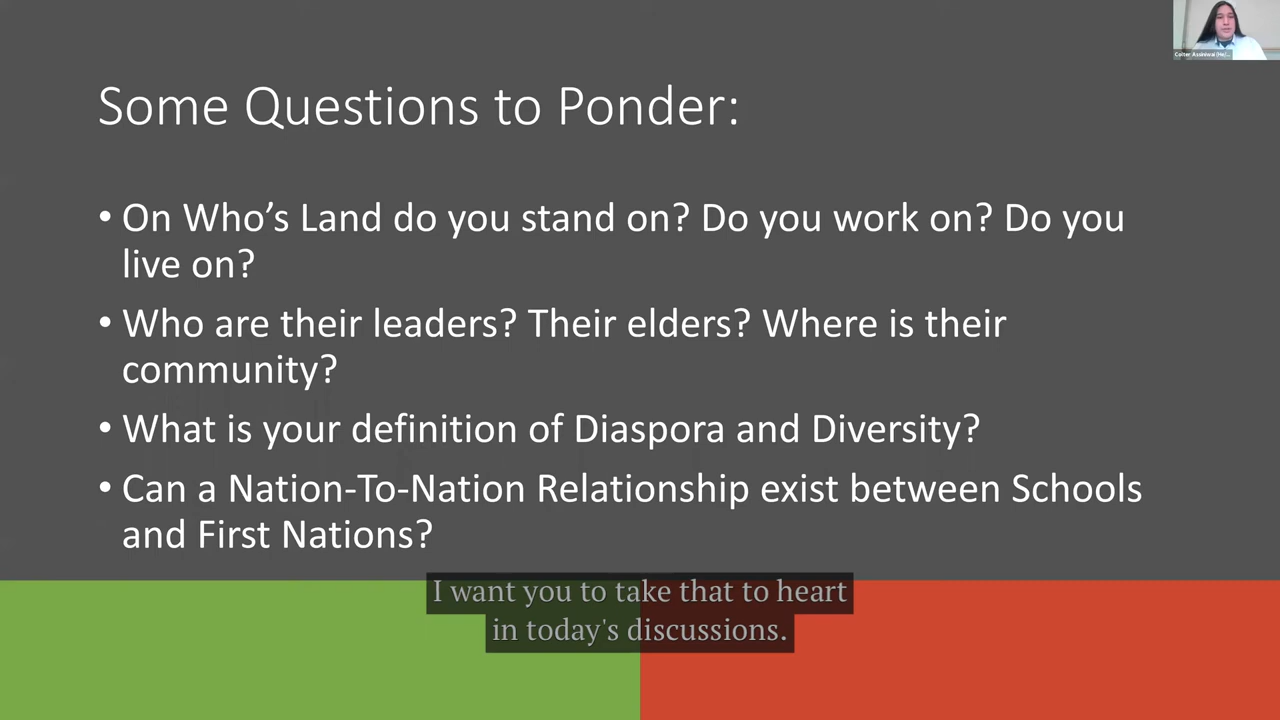 Colter Assiniwai (He)...
Some Questions to Ponder:
• On Who’s Land do you stand on? Do you work on? Do you
live on?
• Who are their leaders? Their elders? Where is their
community?
• What is your definition of Diaspora and Diversity?
• Can a Nation-To-Nation Relationship exist between Schools
and First Nations?
I want you to take that to heart
in today's discussions.